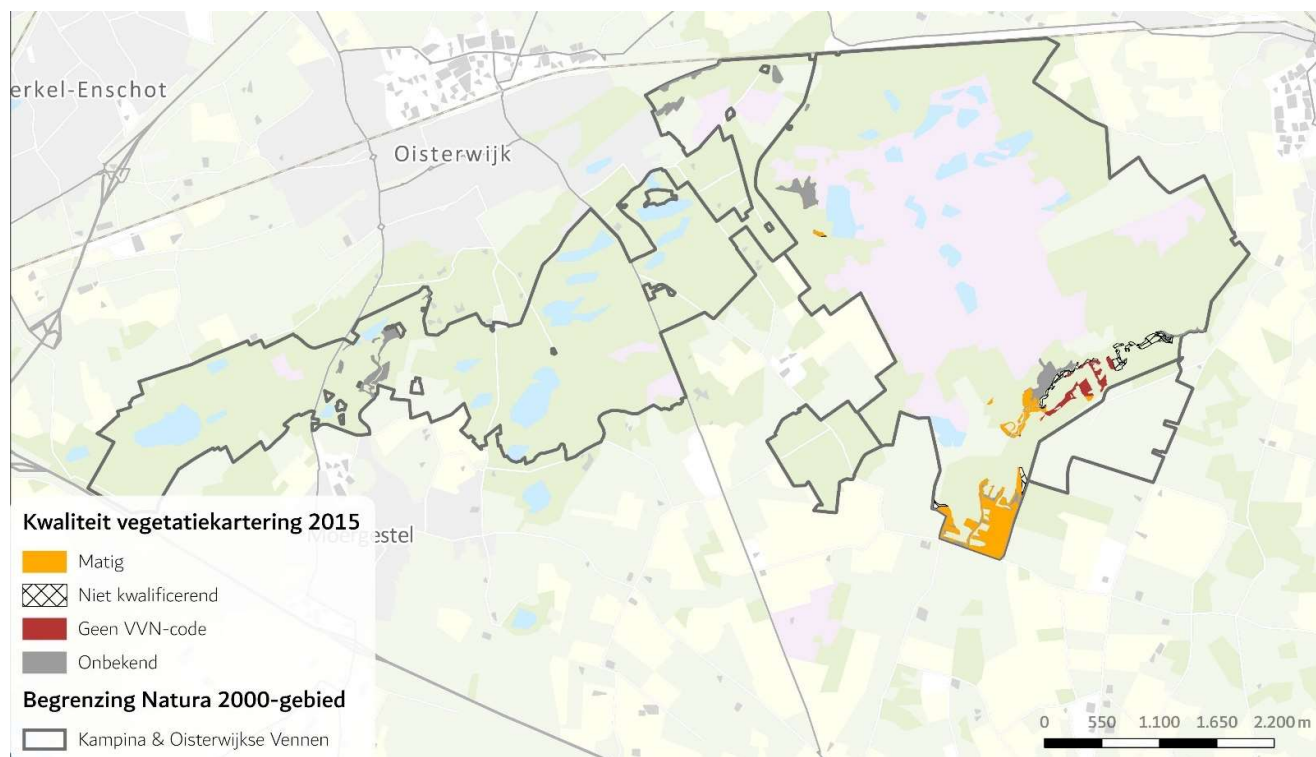 erkel-Enschot
Oisterwijk
Moergestel
Kwaliteit vegetatiekartering 2015
Matig
Niet kwalificerend
Geen VVN-code
Onbekend
Begrenzing Natura 2000-gebied
Kampina & Oisterwijkse Vennen
0 550 1.100 1.650 2.200 m